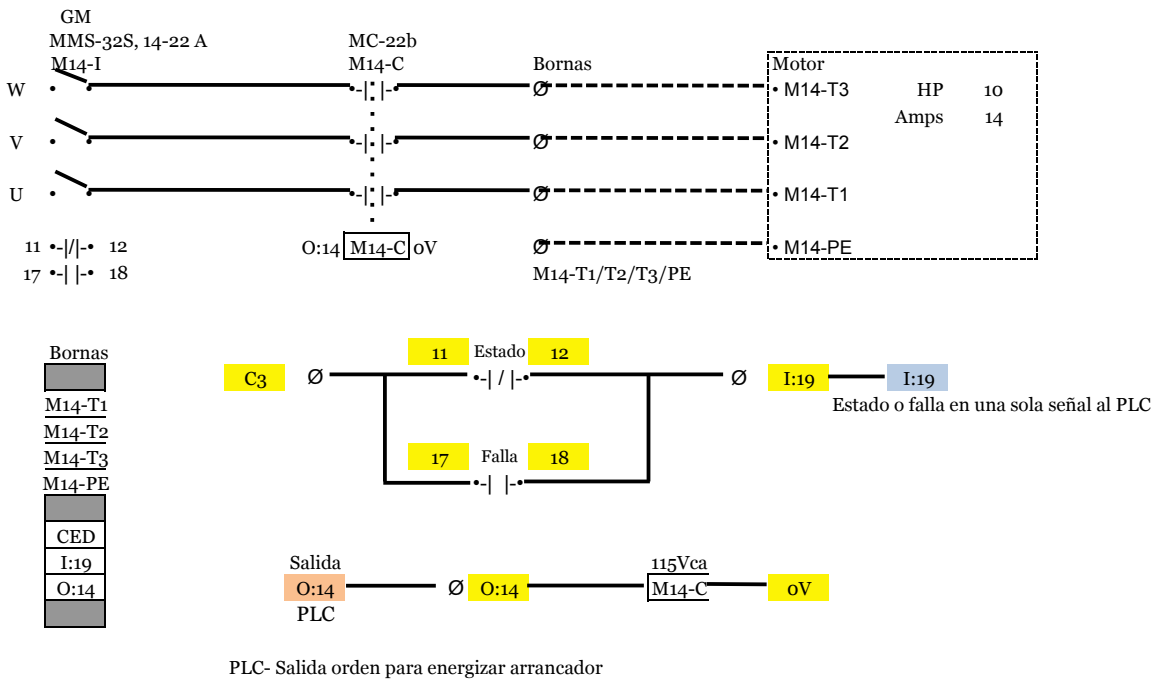 GM
MMS-32S, 14-22 A MC-22b
M14-I M14-C Bornas Motor
W M14-T3 HP 10
Amps 14
V M14-T2
U M14-T1
11 12 O:14 M14-C 0V M14-PE
17 18 M14-T1/T2/T3/PE
Bornas 11 Estado 12
C3 I:19 I:19
M14-T1 Estado o falla en una sola señal al PLC
M14-T2
M14-T3 17 Falla 18
M14-PE
CED
I:19 Salida 115Vca
O:14 O:14 O:14 M14-C 0V
PLC
PLC- Salida orden para energizar arrancador